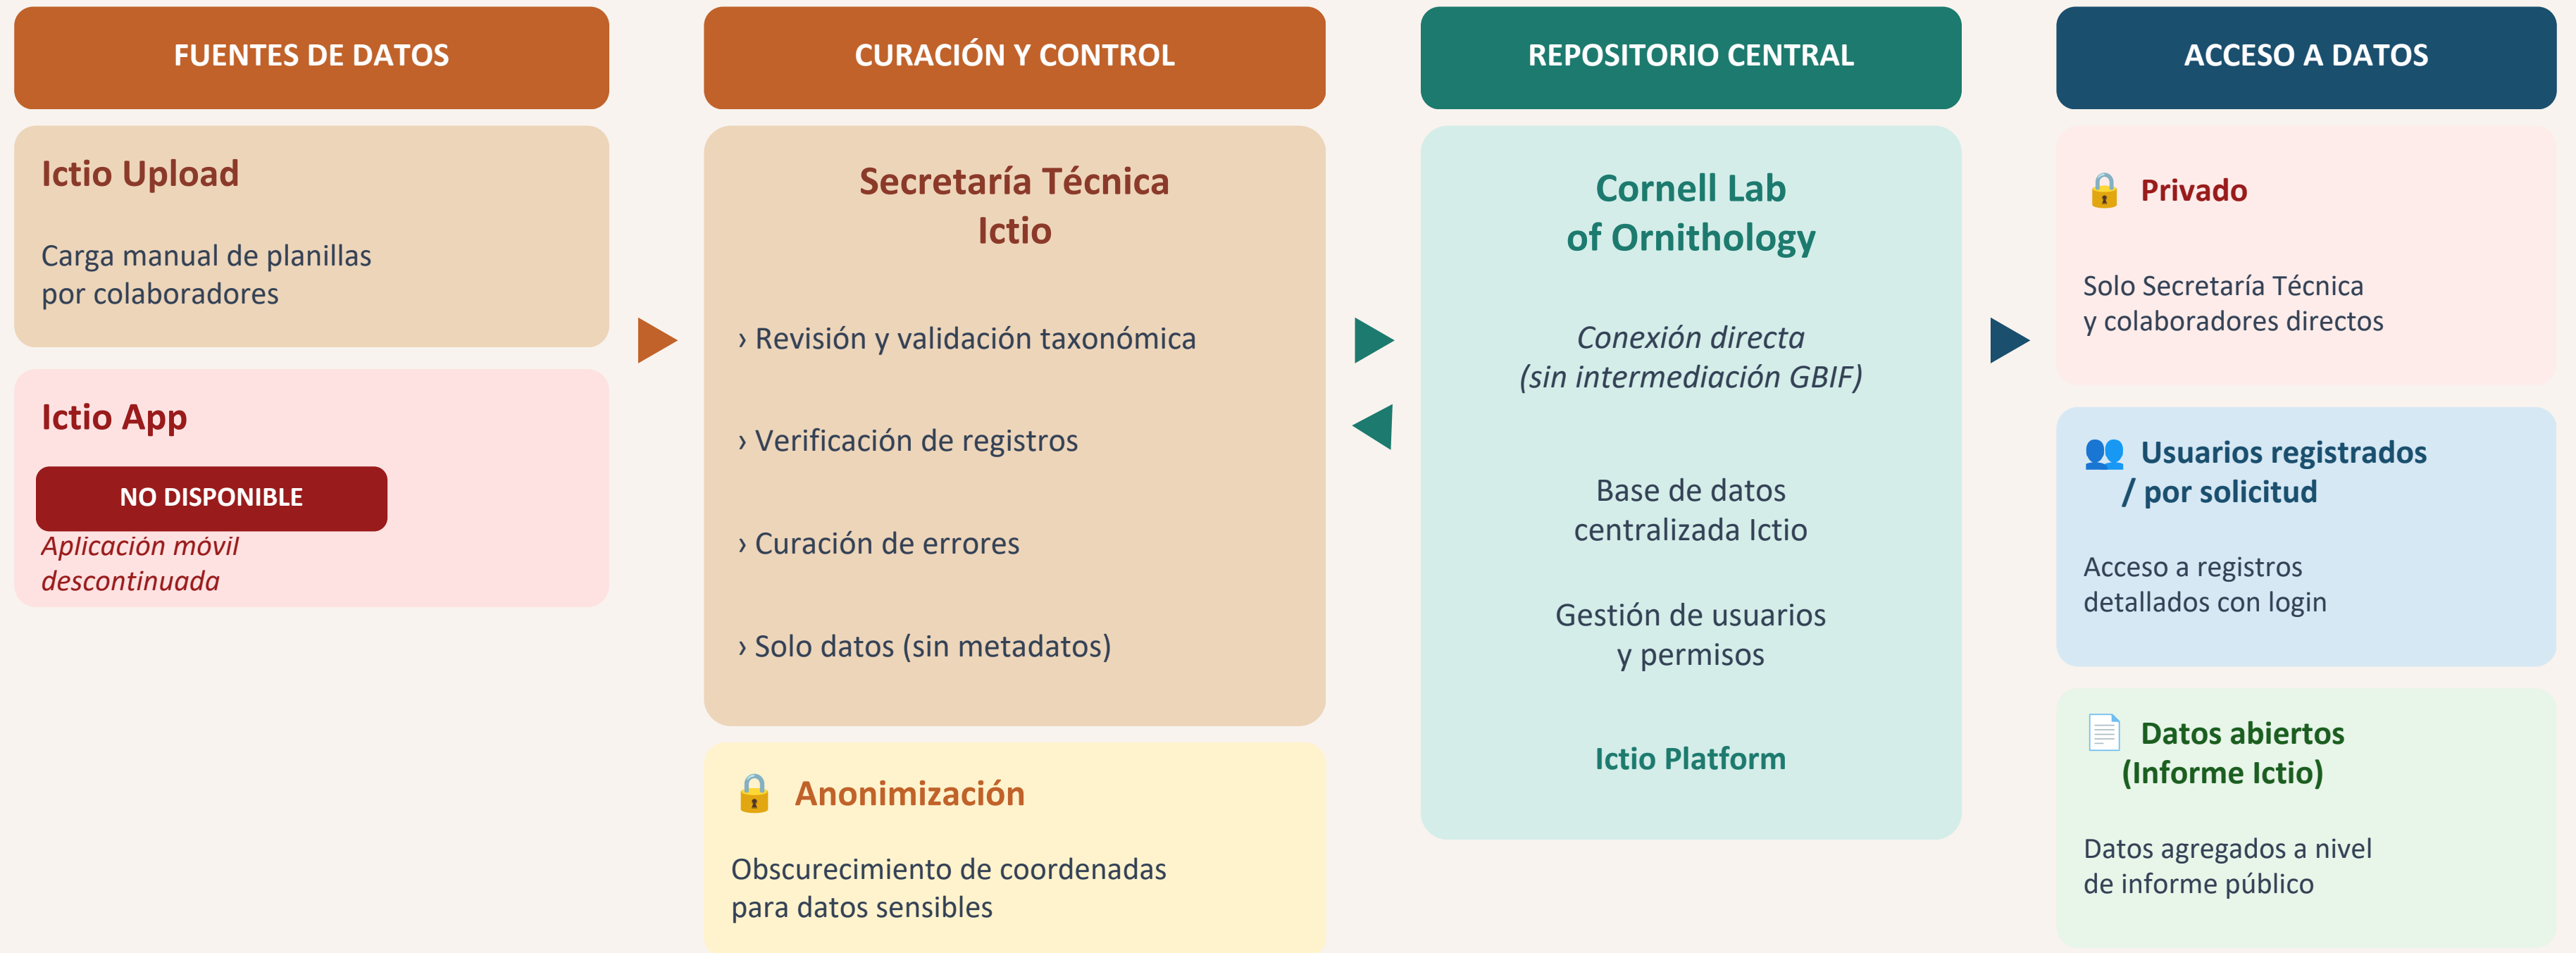 FUENTES DE DATOS
Ictio Upload
Carga manual de planillas
por colaboradores
Ictio App
NO DISPONIBLE
Aplicación móvil
descontinuada
CURACIÓN Y CONTROL
Secretaría Técnica
Ictio
› Revisión y validación taxonómica
› Verificación de registros
› Curación de errores
› Solo datos (sin metadatos)
Anonimización
Obscurecimiento de coordenadas
para datos sensibles
REPOSITORIO CENTRAL
Cornell Lab
of Ornithology
Conexión directa
(sin intermediación GBIF)
Base de datos
centralizada Ictio
Gestión de usuarios
y permisos
Ictio Platform
ACCESO A DATOS
Privado
Solo Secretaría Técnica
y colaboradores directos
Usuarios registrados
/ por solicitud
Acceso a registros
detallados con login
Datos abiertos
(Informe Ictio)
Datos agregados a nivel
de informe público